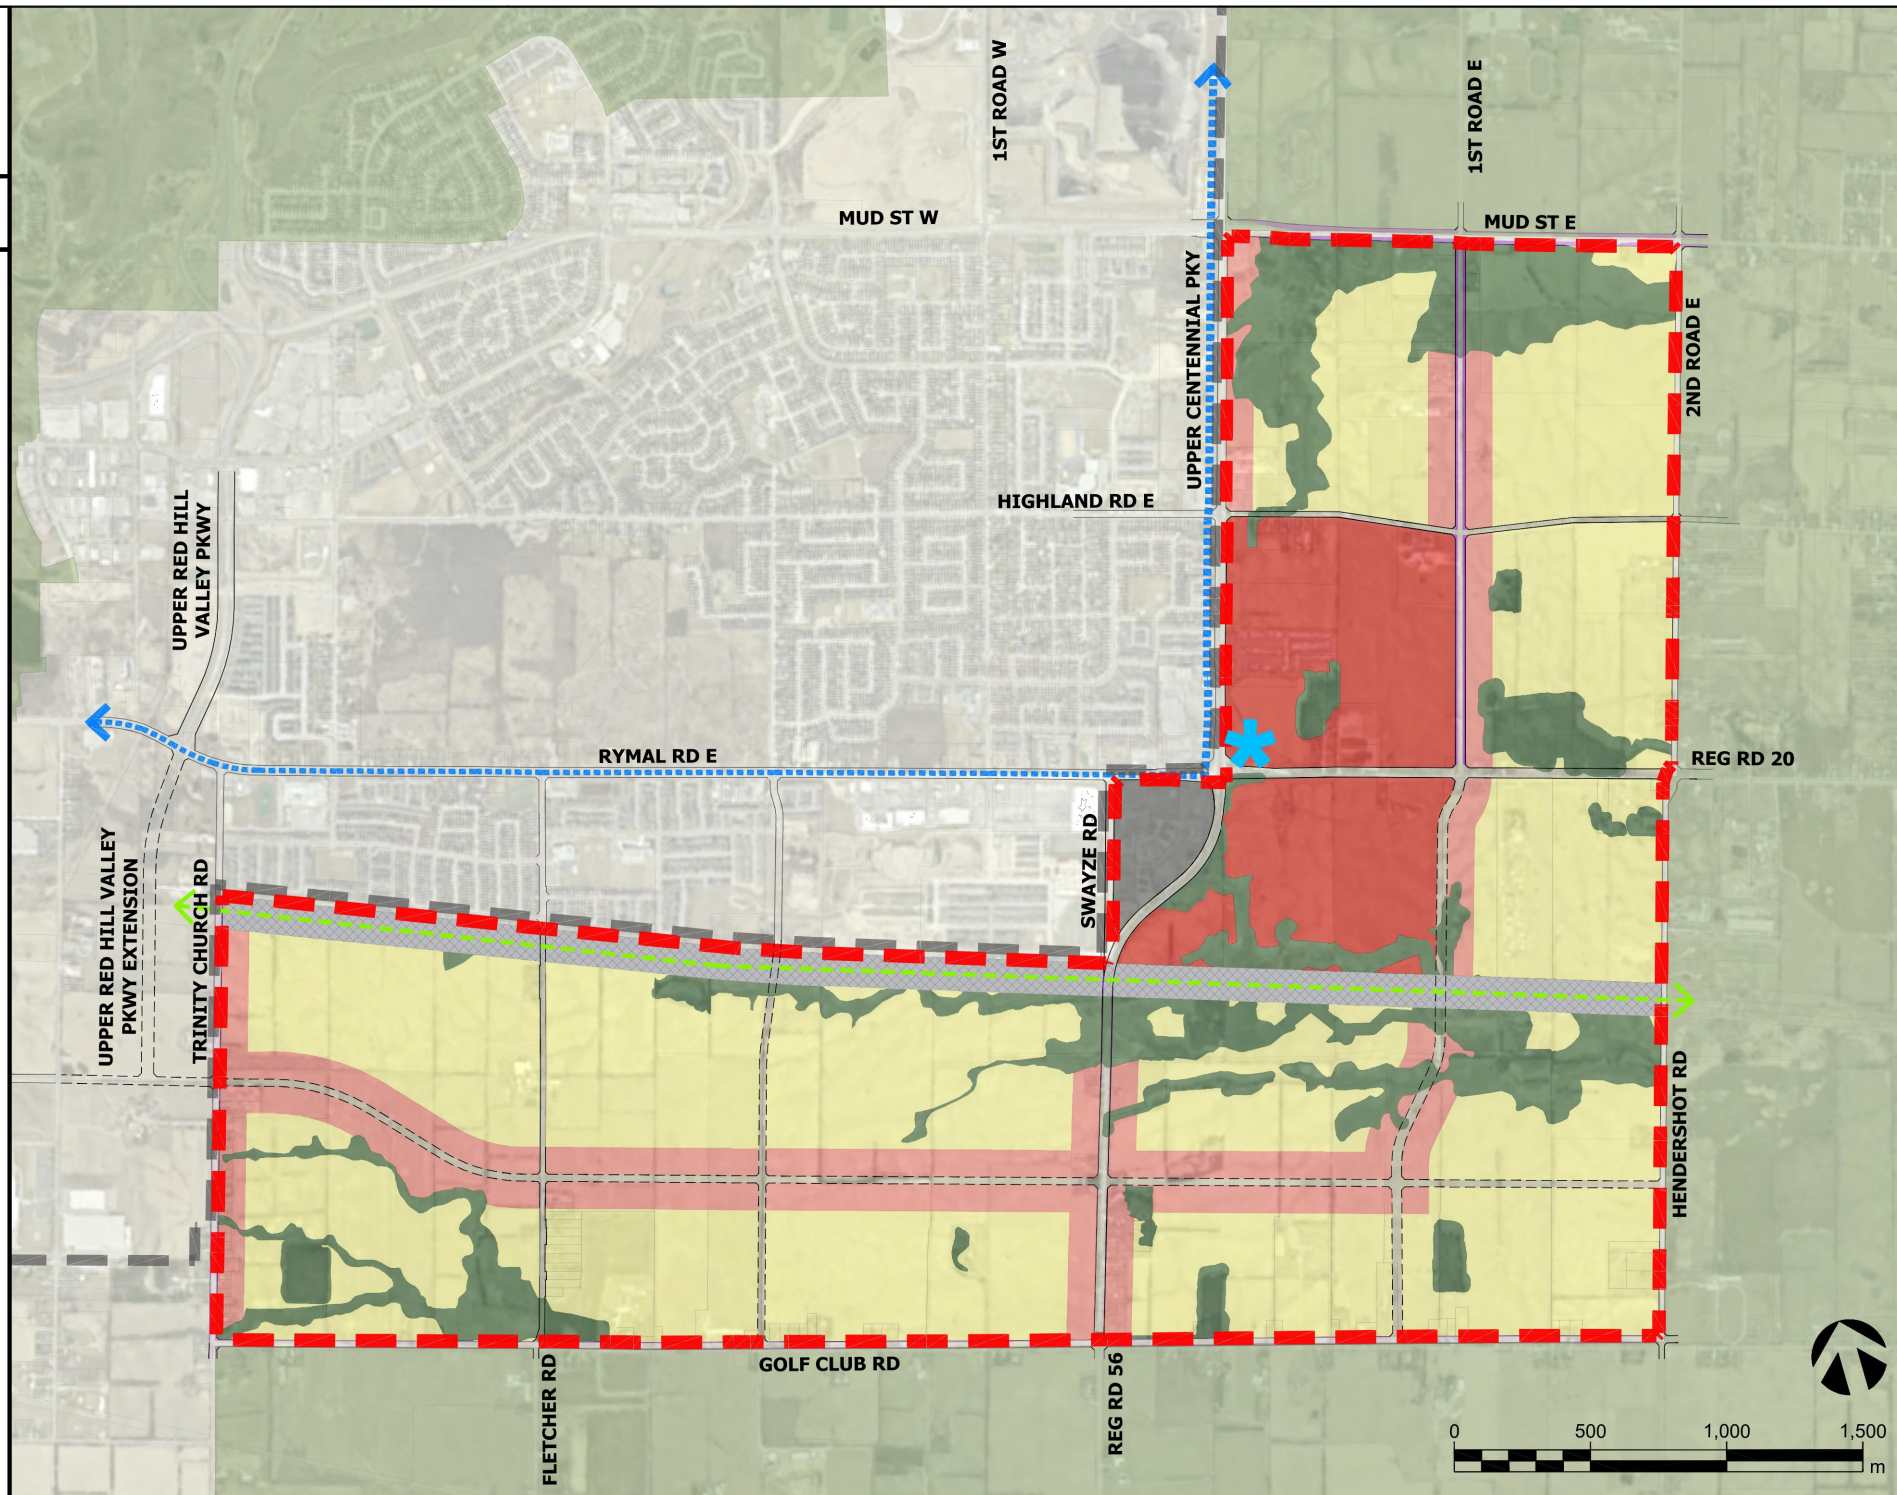 1ST ROAD W
1ST ROAD E
MUD ST W
MUD ST E
UPPER CENTENNIAL PKY
2ND ROAD E
HIGHLAND RD E
UPPER RED HILL
VALLEY PKWY
RYMAL RD E
REG RD 20
SWAYZE RD
UPPER RED HILL VALLEY
PKWY EXTENSION
TRINITY CHURCH RD
HENDERSHOT RD
GOLF CLUB RD
FLETCHER RD
REG RD 56
0 500 1,000 1,500
m